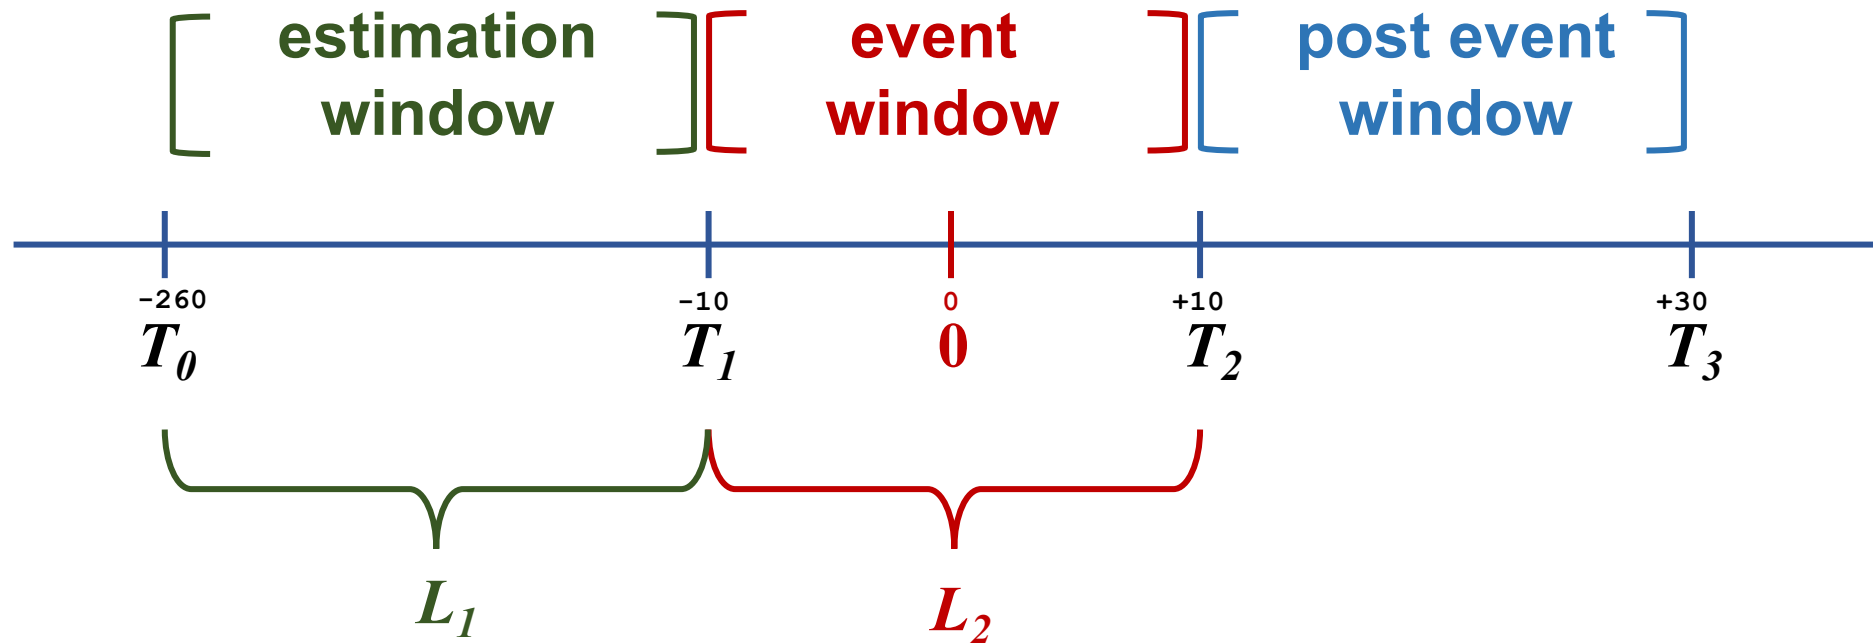 estimation
window
event
window
post event
window
-260
-10
0
+10
+30
T0
T1
0
T2
T3
L1
L2